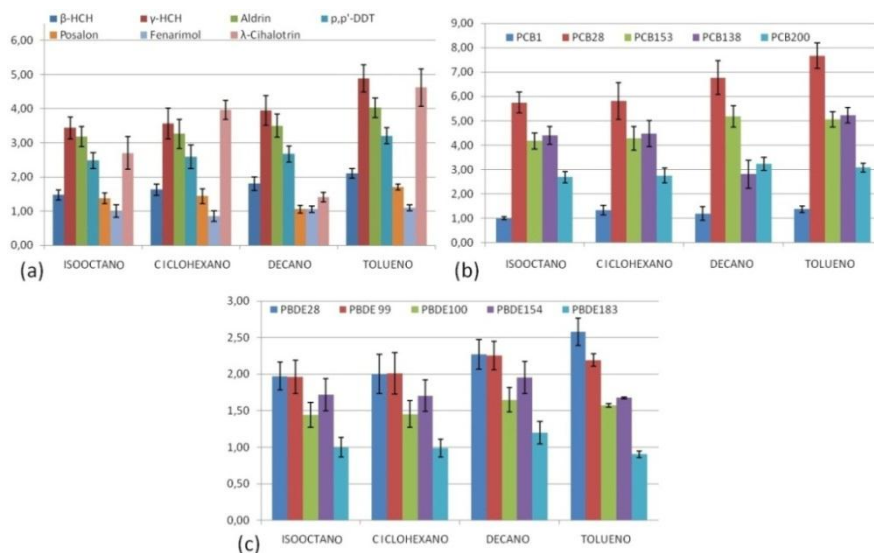 β-HCH γ-HCH Aldrin p,p'-DDT
Posalon Fenarimol λ-Cihalotrin
6,00
5,00
4,00
3,00
2,00
1,00
0,00
ISOOCTANO CICLOHEXANO DECANO TOLUENO
(a)
9,00
PCB1 PCB28 PCB153 PCB138 PCB200
8,00
7,00
6,00
5,00
4,00
3,00
2,00
1,00
0,00
ISOOCTANO CICLOHEXANO DECANO TOLUENO
(b)
3,00
PBDE28 PBDE 99 PBDE100 PBDE154 PBDE183
2,50
2,00
1,50
1,00
0,50
0,00
ISOOCTANO CICLOHEXANO DECANO TOLUENO
(c)